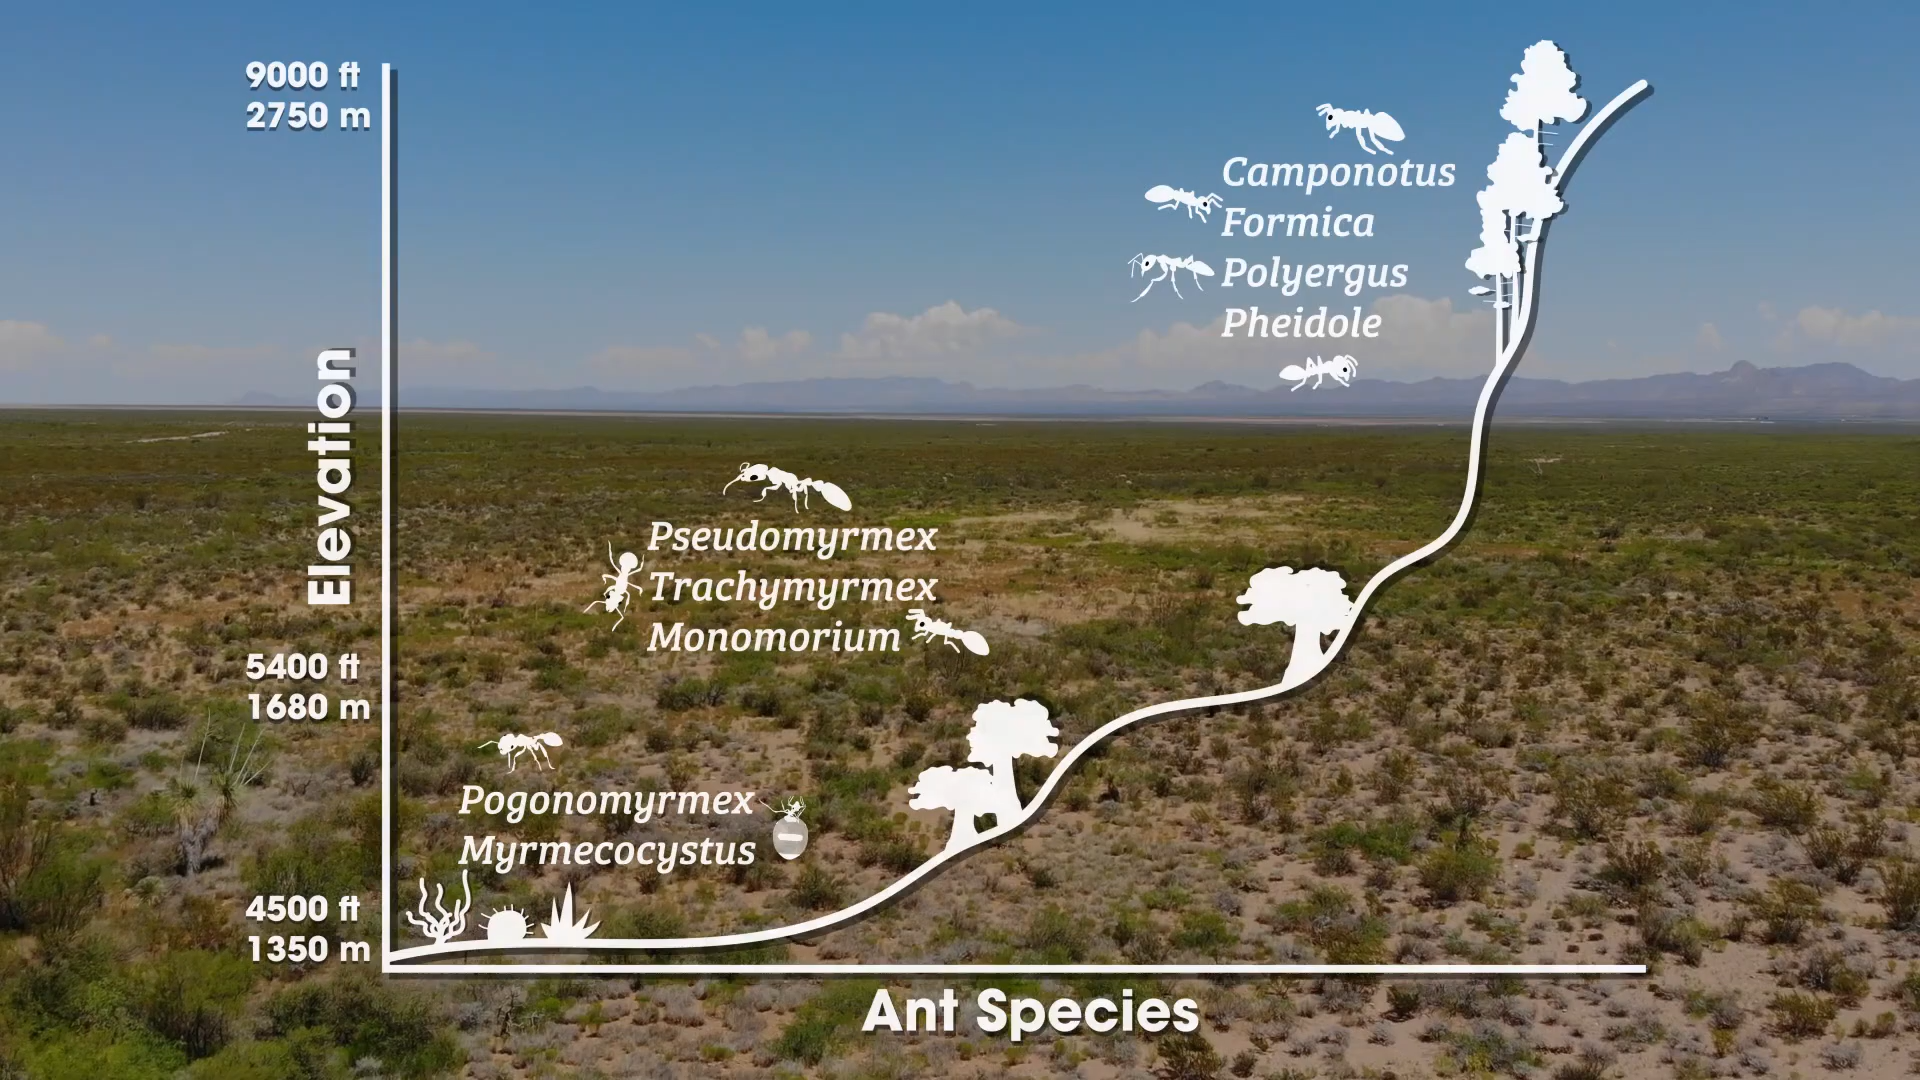 9000 ft
2750 m
Camponotus
Formica
Polyergus
Pheidole
Elevation
Pseudomyrmex
Trachymyrmex
Monomorium
5400 ft
1680 m
Pogonomyrmex
Myrmecocystus
4500 ft
1350 m
Ant Species